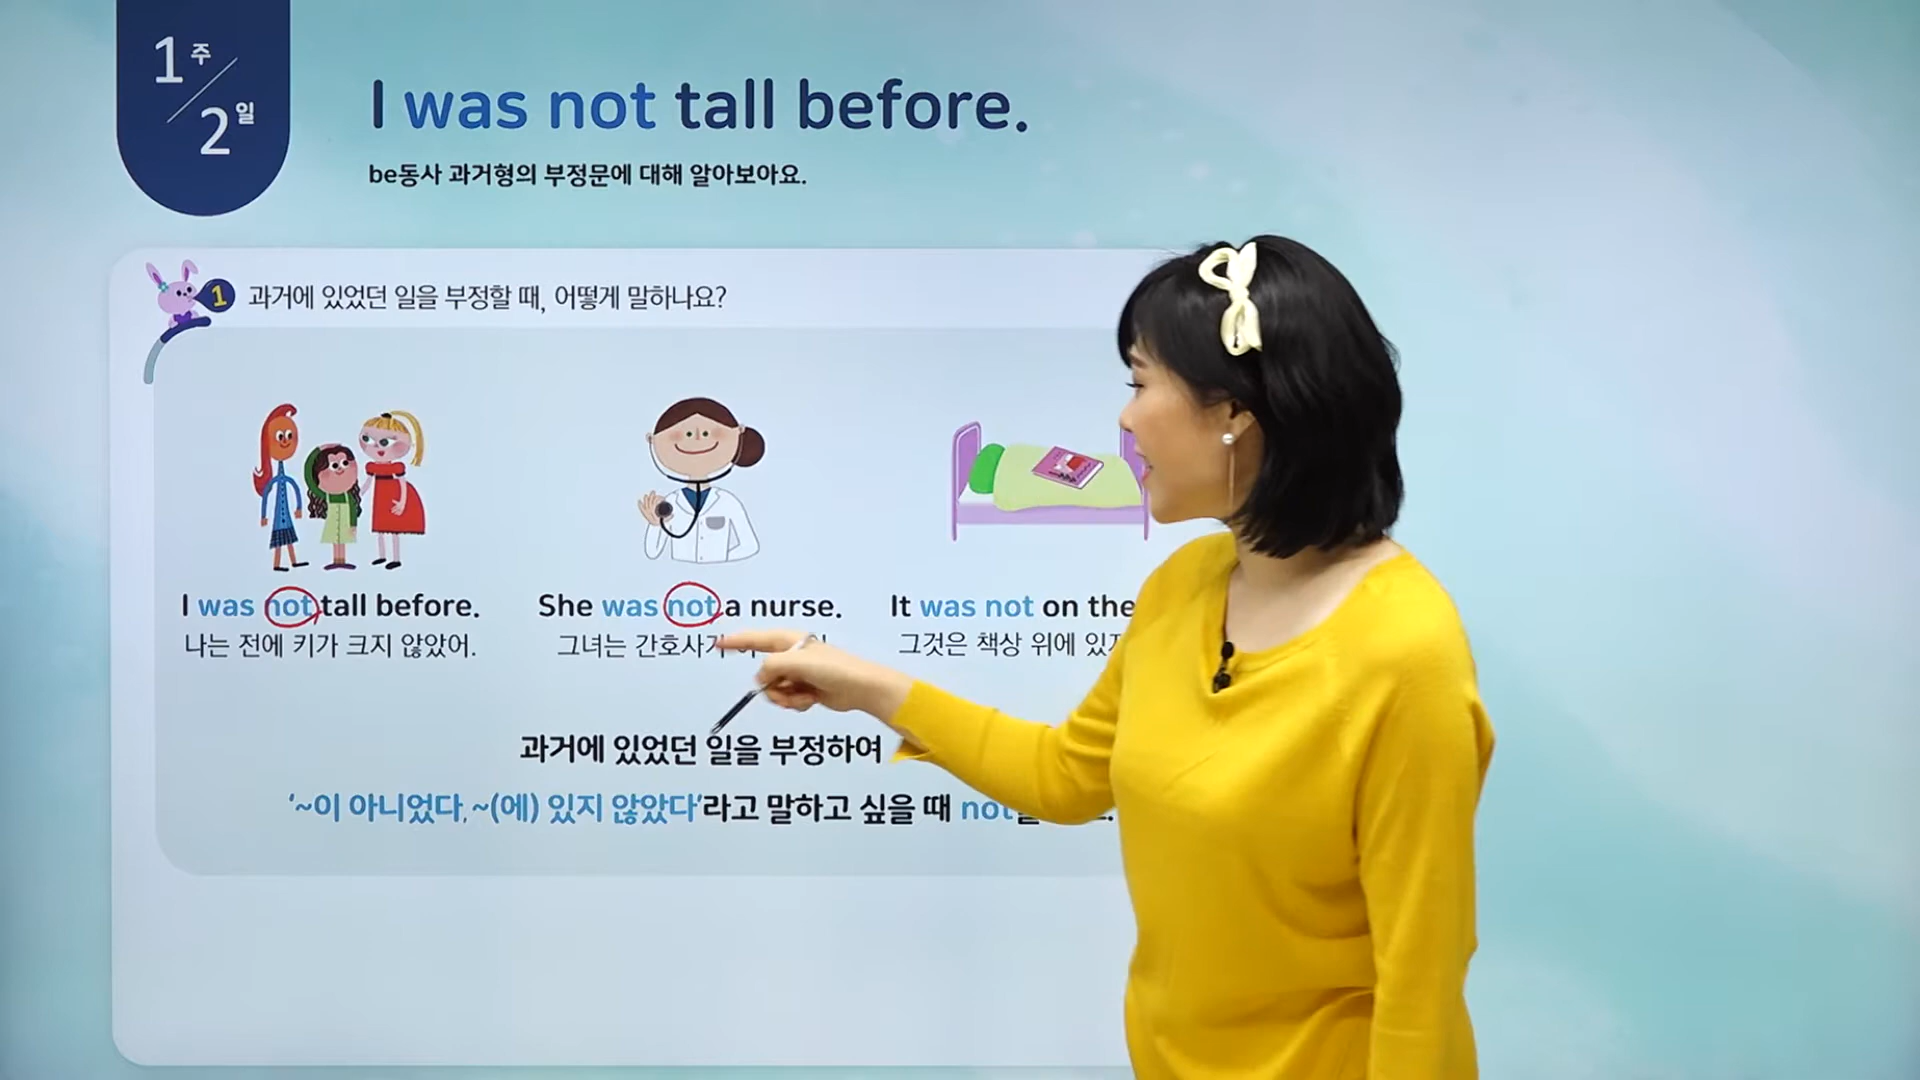 1주
2일
I was not tall before.
be동사 과거형의 부정문에 대해 알아보아요.
1 과거에 있었던 일을 부정할 때, 어떻게 말하나요?
I was not tall before.
나는 전에 키가 크지 않았어.
She was not a nurse.
그녀는 간호사가
It was not on the
그것은 책상 위에
과거에 있었던 일을 부정하여
'~이 아니었다, ~(에) 있지 않았다'라고 말하고 싶을 때 not을